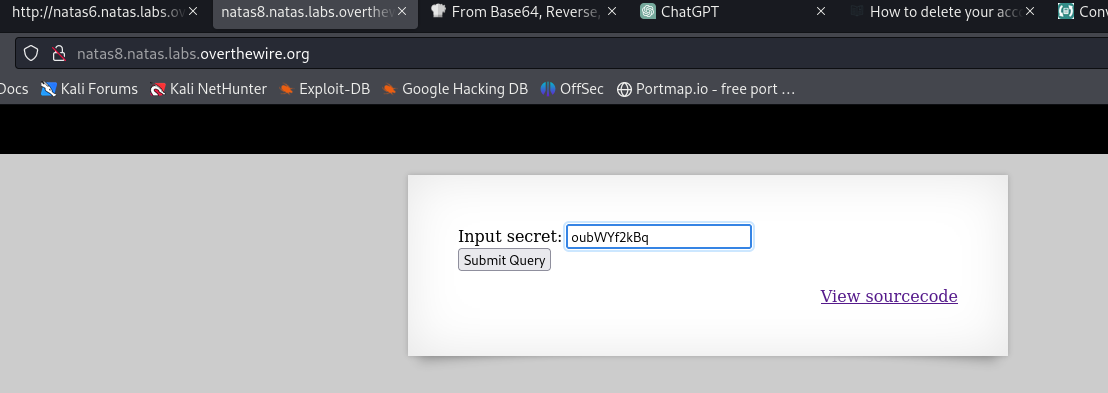 http://natas6.natas.labs.ov
natas8.natas.labs.overthe
From Base64, Reverse,
ChatGPT
How to delete your acc
Conv
natas8.natas.labs.overthewire.org
Docs
Kali Forums
Kali NetHunter
Exploit-DB
Google Hacking DB
OffSec
Portmap.io - free port …
Input secret: oubWYf2kBq
Submit Query
View sourcecode